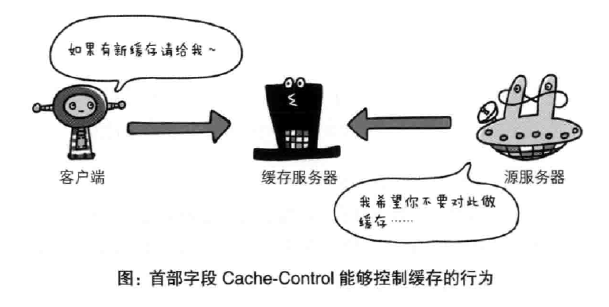 如果有新缓存请给我～
客户端
缓存服务器
源服务器
我希望你不要对此做
缓存……
图：首部字段 Cache-Control 能够控制缓存的行为